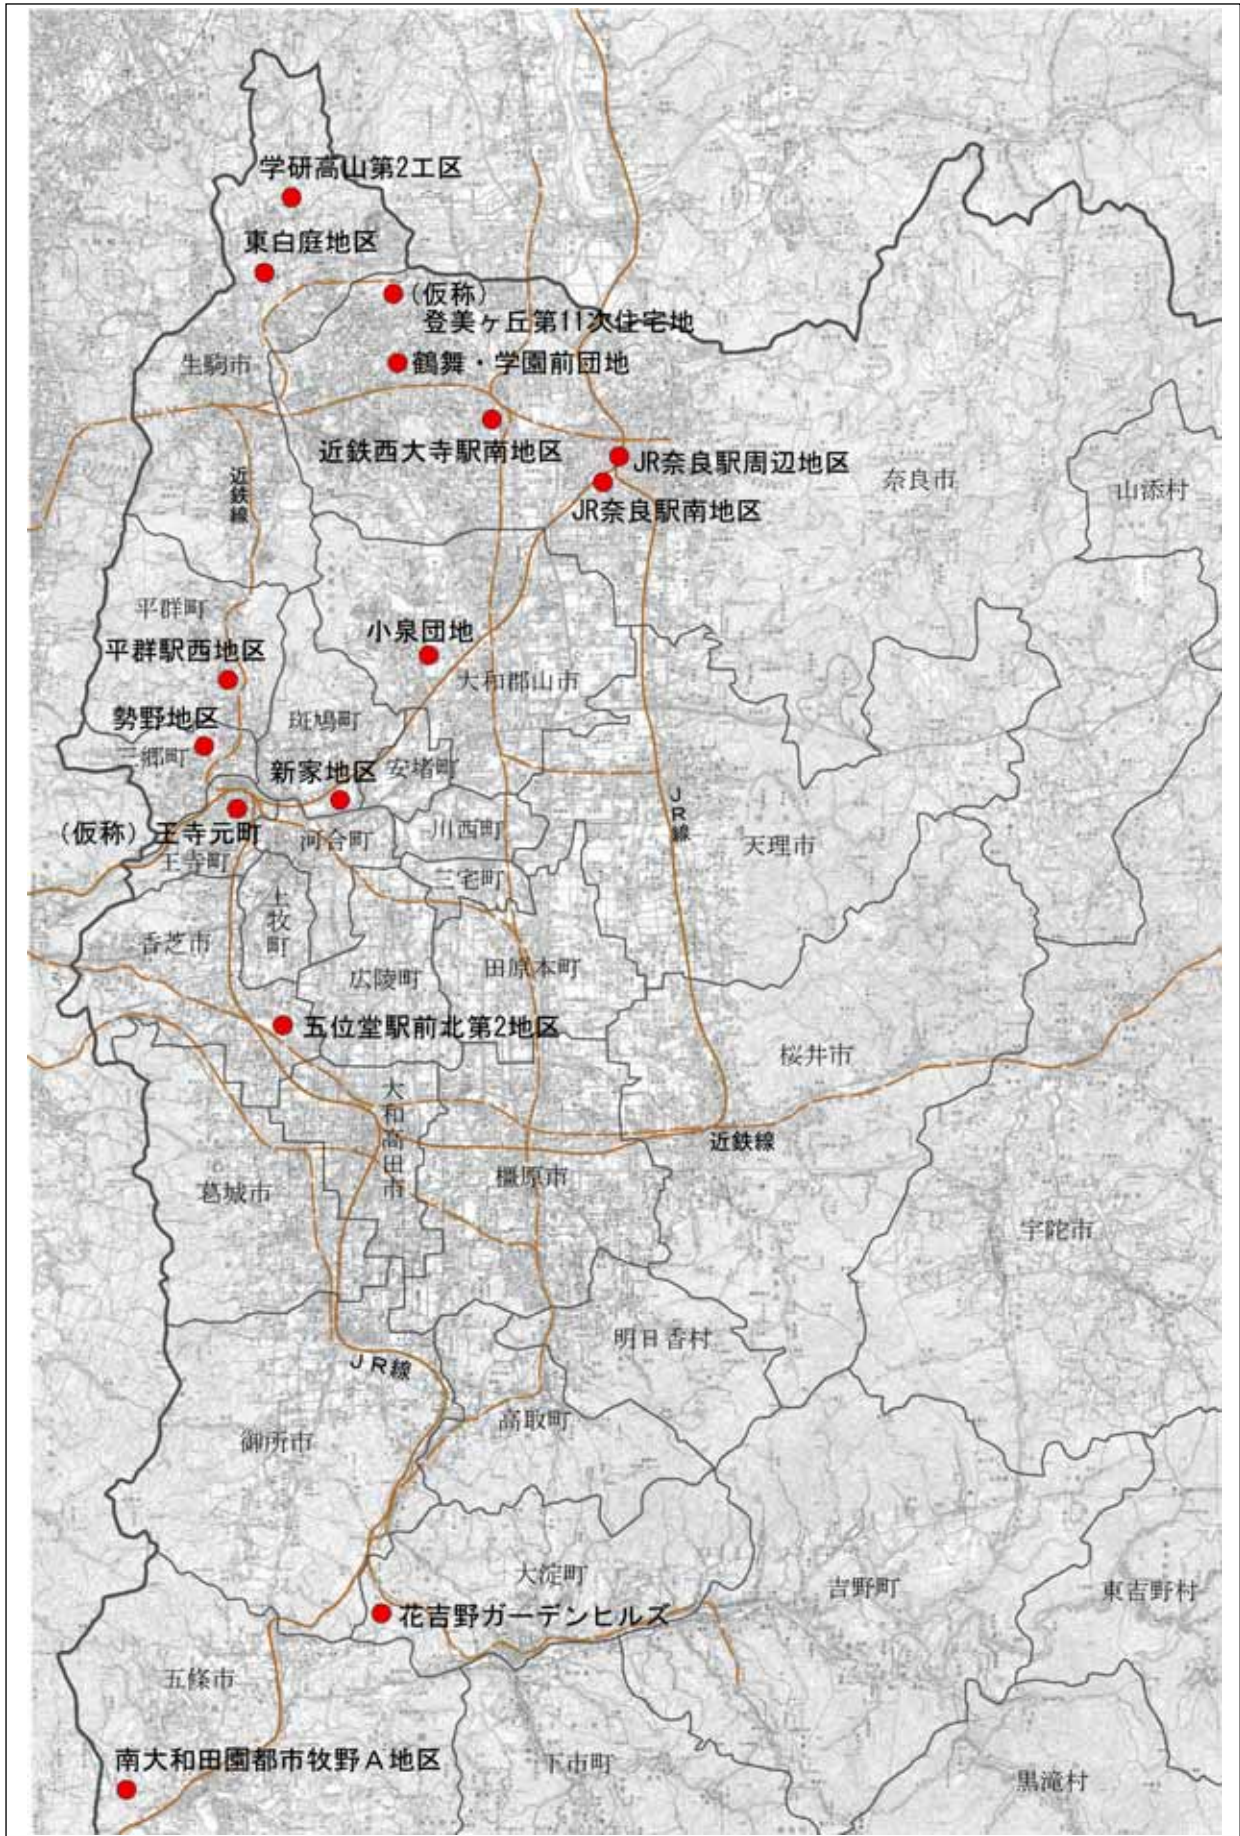 学研高山第2工区
東白庭地区
(仮称)
登美ヶ丘第11次住宅地
生駒市
鶴舞・学園前団地
近鉄西大寺駅南地区
JR奈良駅周辺地区
近鉄線
奈良市
山添村
JR奈良駅南地区
平群町
小泉団地
平群駅西地区
大和郡山市
勢野地区
斑鳩町
三郷町
新家地区
安堵町
JR線
(仮称)王寺元町
河合町
川西町
天理市
王寺町
三宅町
上牧町
香芝市
広陵町
田原本町
五位堂駅前北第2地区
桜井市
大和高田市
近鉄線
橿原市
葛城市
宇陀市
明日香村
JR線
高取町
御所市
大淀町
吉野町
東吉野村
花吉野ガーデンヒルズ
五條市
南大和田園都市牧野A地区
下市町
黒滝村